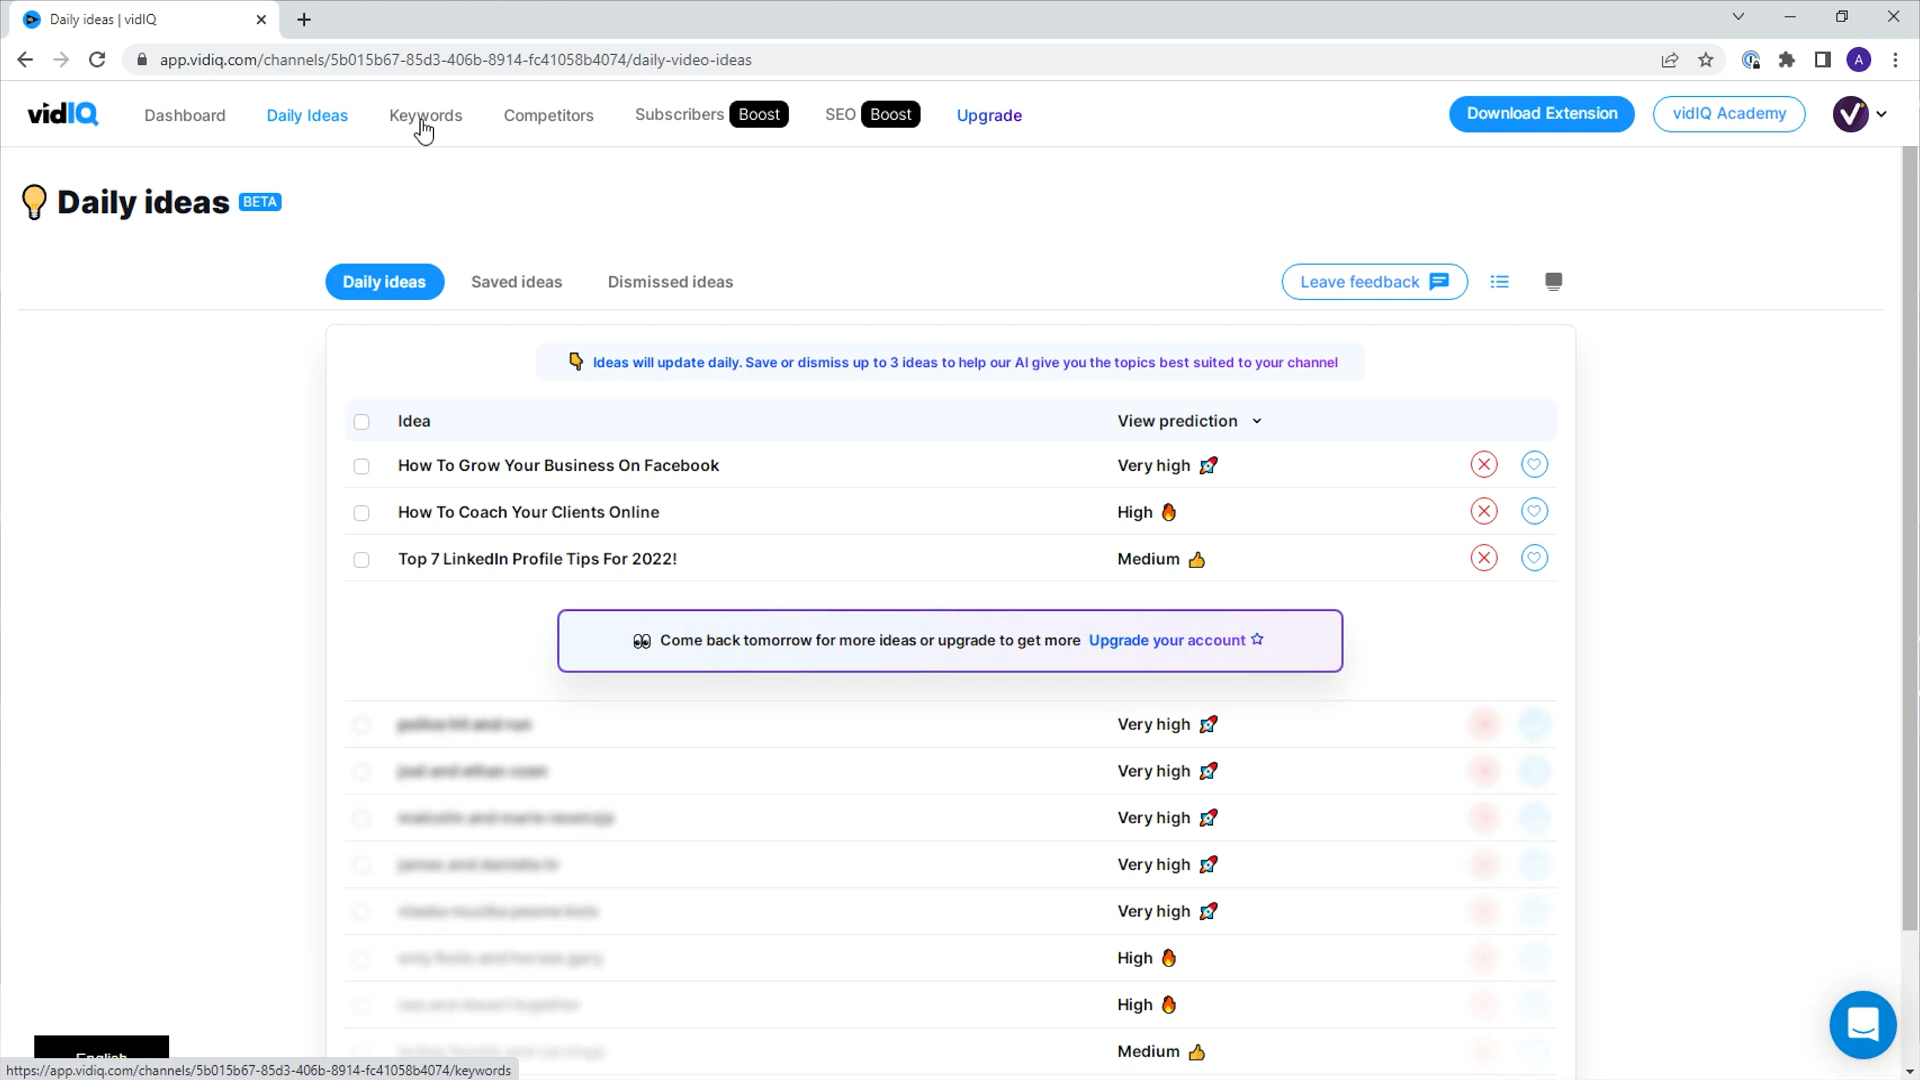 Daily ideas | vidIQ
app.vidiq.com/channels/5b015b67-85d3-406b-8914-fc41058b4074/daily-video-ideas
A
vidIQ
Dashboard
Daily Ideas
Keywords
Competitors
Subscribers Boost
SEO Boost
Upgrade
Download Extension
vidIQ Academy
Daily ideas BETA
Daily ideas
Saved ideas
Dismissed ideas
Leave feedback
Ideas will update daily. Save or dismiss up to 3 ideas to help our AI give you the topics best suited to your channel
Idea
View prediction
How To Grow Your Business On Facebook
Very high
How To Coach Your Clients Online
High
Top 7 LinkedIn Profile Tips For 2022!
Medium
Come back tomorrow for more ideas or upgrade to get more Upgrade your account
Very high
Very high
Very high
Very high
Very high
High
High
Medium
English
https://app.vidiq.com/channels/5b015b67-85d3-406b-8914-fc41058b4074/keywords